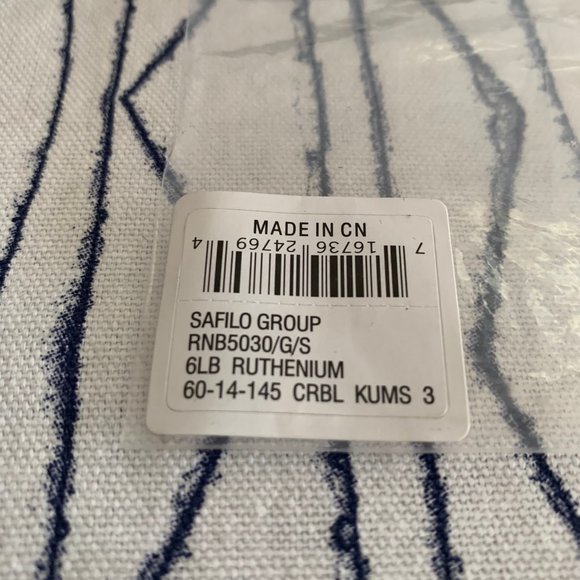 MADE IN CN
7 16736 24769 4
SAFILO GROUP
RNB5030/G/S
6LB RUTHENIUM
60-14-145 CRBL KUMS 3